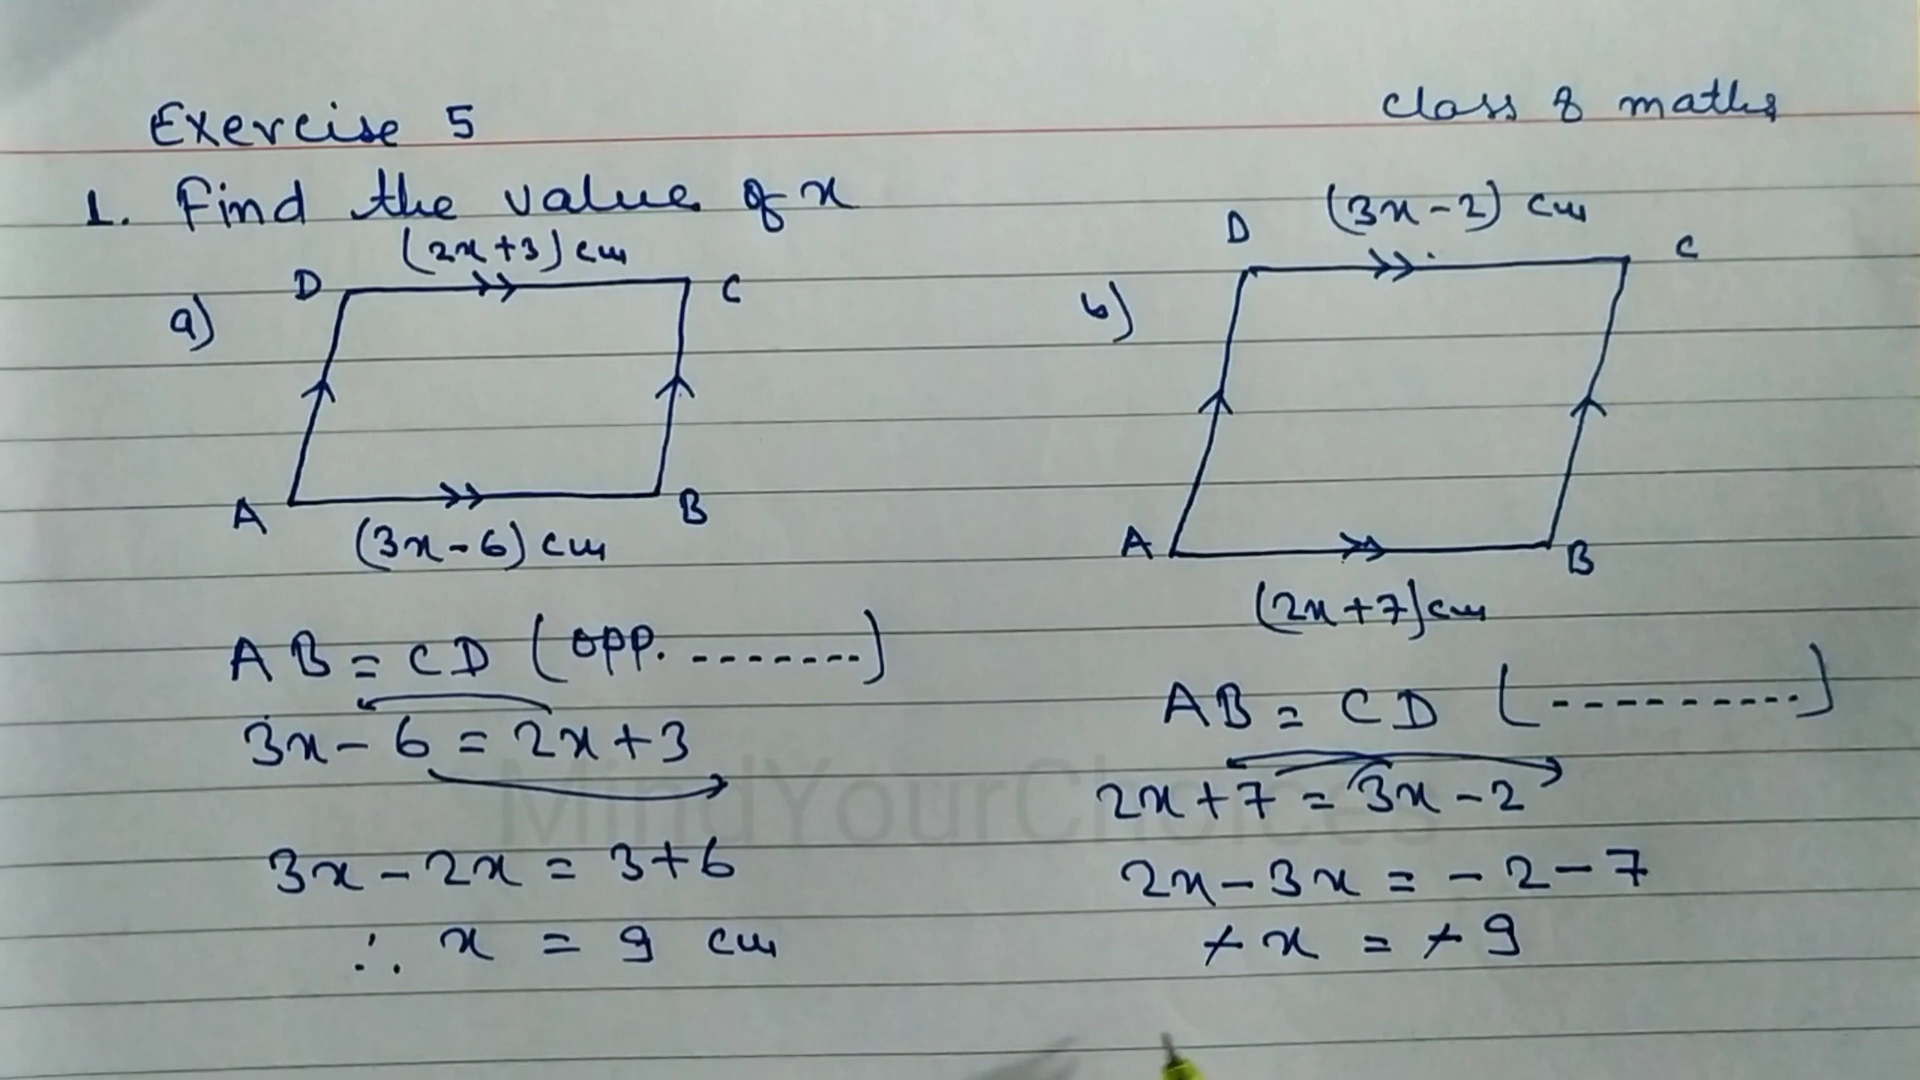 Exercise 5
class 8 maths
1. Find the value of x
a)
(2x+3) cm
D
C
A
B
(3x-6) cm
AB = CD (opp. -------)
3x - 6 = 2x + 3
3x - 2x = 3 + 6
∴ x = 9 cm
b)
(3x-2) cm
D
C
A
B
(2x+7) cm
AB = CD (----------)
2x + 7 = 3x - 2
2x - 3x = - 2 - 7
- x = - 9
MindYourChoices